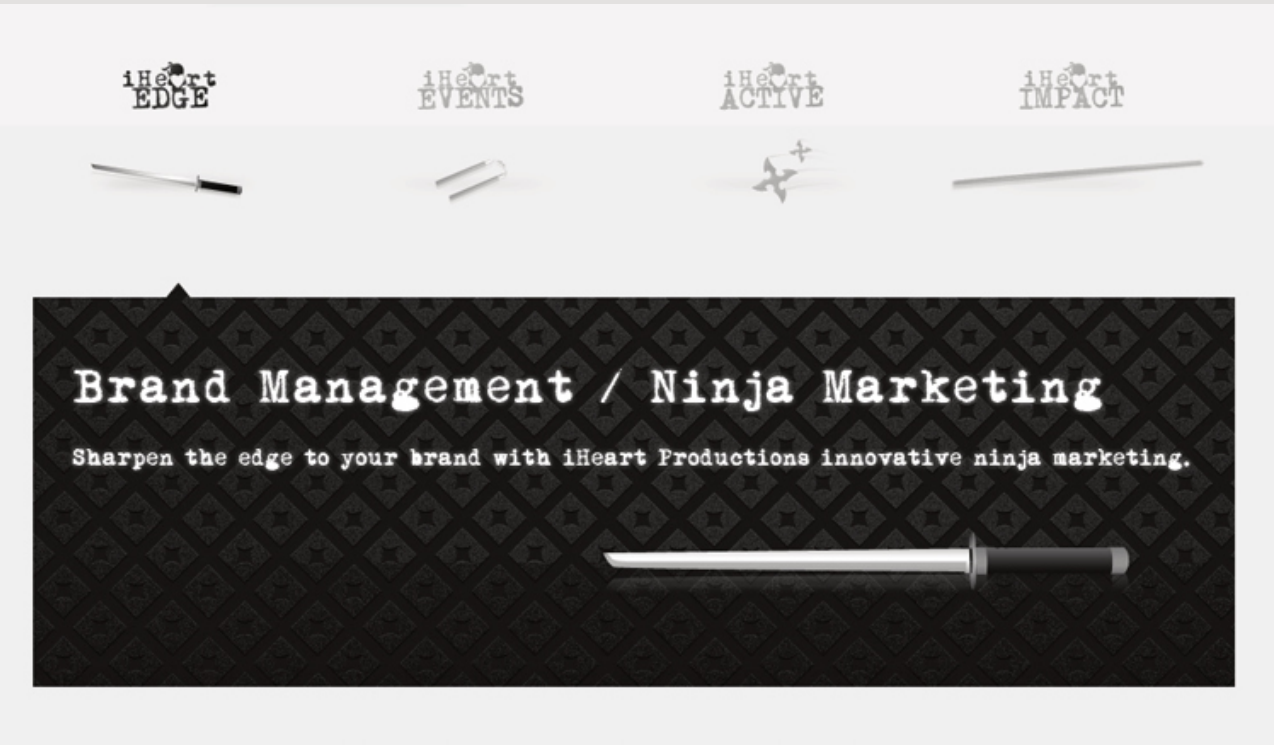 iHeart
EDGE
iHeart
EVENTS
iHeart
ACTIVE
iHeart
IMPACT
Brand Management / Ninja Marketing
Sharpen the edge to your brand with iHeart Productions innovative ninja marketing.